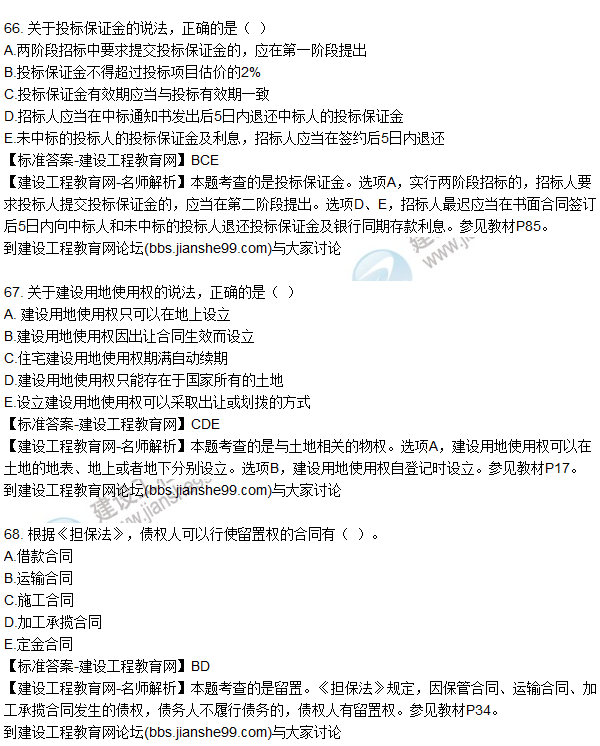 66. 关于投标保证金的说法，正确的是（  ）
A.两阶段招标中要求提交投标保证金的，应在第一阶段提出
B.投标保证金不得超过投标项目估价的2%
C.投标保证金有效期应当与投标有效期一致
D.招标人应当在中标通知书发出后5日内退还中标人的投标保证金
E.未中标的投标人的投标保证金及利息，招标人应当在签约后5日内退还
【标准答案-建设工程教育网】BCE
【建设工程教育网-名师解析】本题考查的是投标保证金。选项A，实行两阶段招标的，招标人要
求投标人提交投标保证金的，应当在第二阶段提出。选项D、E，招标人最迟应当在书面合同签订
后5日内向中标人和未中标的投标人退还投标保证金及银行同期存款利息。参见教材P85。
到建设工程教育网论坛(bbs.jianshe99.com)与大家讨论
67. 关于建设用地使用权的说法，正确的是（  ）
A. 建设用地使用权只可以在地上设立
B.建设用地使用权因出让合同生效而设立
C.住宅建设用地使用权期满自动续期
D.建设用地使用权只能存在于国家所有的土地
E.设立建设用地使用权可以采取出让或划拨的方式
【标准答案-建设工程教育网】CDE
【建设工程教育网-名师解析】本题考查的是与土地相关的物权。选项A，建设用地使用权可以在
土地的地表、地上或者地下分别设立。选项B，建设用地使用权自登记时设立。参见教材P17。
到建设工程教育网论坛(bbs.jianshe99.com)与大家讨论
68. 根据《担保法》，债权人可以行使留置权的合同有（  ）。
A.借款合同
B.运输合同
C.施工合同
D.加工承揽合同
E.定金合同
【标准答案-建设工程教育网】BD
【建设工程教育网-名师解析】本题考查的是留置。《担保法》规定，因保管合同、运输合同、加
工承揽合同发生的债权，债务人不履行债务的，债权人有留置权。参见教材P34。
到建设工程教育网论坛(bbs.jianshe99.com)与大家讨论